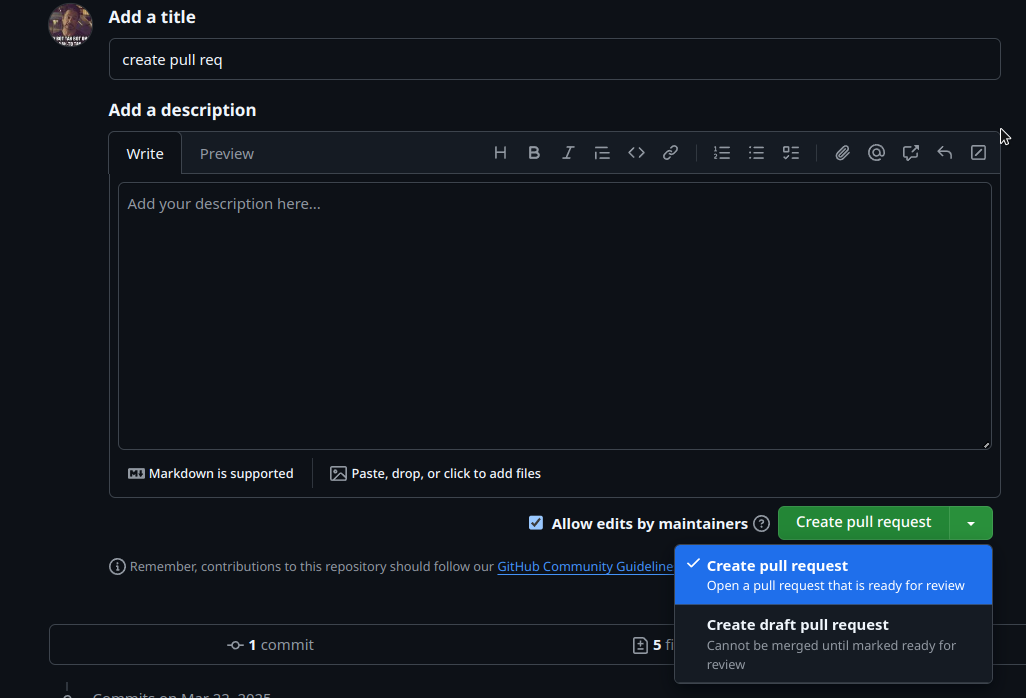 Add a title
create pull req
Add a description
Write
Preview
Add your description here...
Markdown is supported
Paste, drop, or click to add files
Allow edits by maintainers
Create pull request
Remember, contributions to this repository should follow our GitHub Community Guideline
Create pull request
Open a pull request that is ready for review
Create draft pull request
Cannot be merged until marked ready for
review
1 commit
5 fi
Commits on Mar 22, 2025